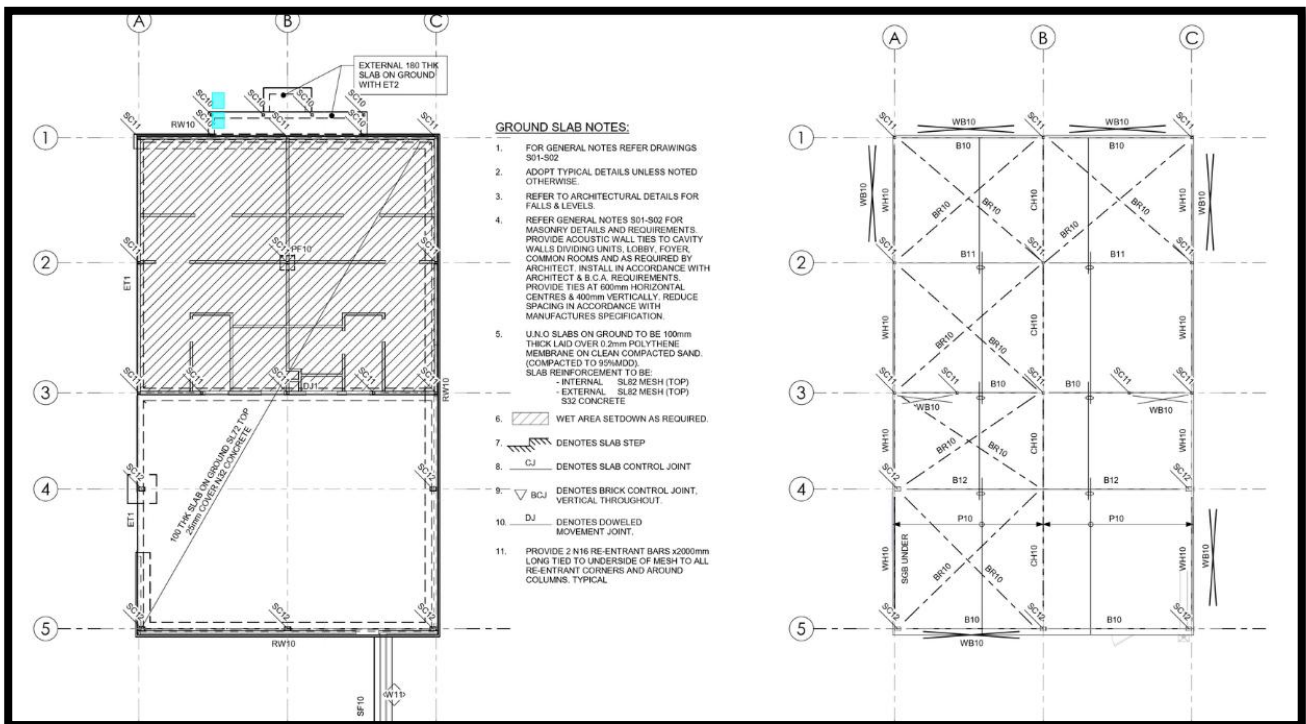 A
B
C
EXTERNAL 180 THK
SLAB ON GROUND
WITH ET2
SC10
SC10
SC10
SC10
SC10
SC10
RW10
SC11
SC11
SC11
1
SC11
PF10
SC11
SC11
2
ET1
SC11
SC11
SC11
SC11
SC11
DJ1
3
RW10
100 THK SLAB ON GROUND SL72 TOP
25mm COVER N32 CONCRETE
SC12
SC12
4
ET1
SC12
SC12
SC12
5
RW10
SF10
W11
GROUND SLAB NOTES:
1. FOR GENERAL NOTES REFER DRAWINGS
S01-S02
2. ADOPT TYPICAL DETAILS UNLESS NOTED
OTHERWISE.
3. REFER TO ARCHITECTURAL DETAILS FOR
FALLS & LEVELS.
4. REFER GENERAL NOTES S01-S02 FOR
MASONRY DETAILS AND REQUIREMENTS.
PROVIDE ACOUSTIC WALL TIES TO CAVITY
WALLS DIVIDING UNITS, LOBBY, FOYER,
COMMON ROOMS AND AS REQUIRED BY
ARCHITECT. INSTALL IN ACCORDANCE WITH
ARCHITECT & B.C.A. REQUIREMENTS.
PROVIDE TIES AT 600mm HORIZONTAL
CENTRES & 400mm VERTICALLY. REDUCE
SPACING IN ACCORDANCE WITH
MANUFACTURES SPECIFICATION.
5. U.N.O SLABS ON GROUND TO BE 100mm
THICK LAID OVER 0.2mm POLYTHENE
MEMBRANE ON CLEAN COMPACTED SAND.
(COMPACTED TO 95%MDD).
SLAB REINFORCEMENT TO BE:
- INTERNAL SL82 MESH (TOP)
- EXTERNAL SL82 MESH (TOP)
S32 CONCRETE
6. WET AREA SETDOWN AS REQUIRED.
7. DENOTES SLAB STEP
8. CJ DENOTES SLAB CONTROL JOINT
9. BCJ DENOTES BRICK CONTROL JOINT,
VERTICAL THROUGHOUT.
10. DJ DENOTES DOWELED
MOVEMENT JOINT.
11. PROVIDE 2 N16 RE-ENTRANT BARS x2000mm
LONG TIED TO UNDERSIDE OF MESH TO ALL
RE-ENTRANT CORNERS AND AROUND
COLUMNS. TYPICAL
A
B
C
WB10
WB10
SC11
SC11
SC11
1
B10
B10
WB10
WH10
BR10
BR10
CH10
BR10
BR10
WH10
WB10
SC11
SC11
SC11
2
B11
B11
WH10
BR10
BR10
CH10
WH10
SC11
SC11
B10
SC11
B10
SC11
SC11
3
WB10
WB10
WH10
BR10
BR10
CH10
WH10
SC12
SC12
4
B12
B12
P10
P10
WH10
SGB UNDER
BR10
BR10
CH10
WH10
WB10
SC12
SC12
SC12
5
B10
B10
WB10